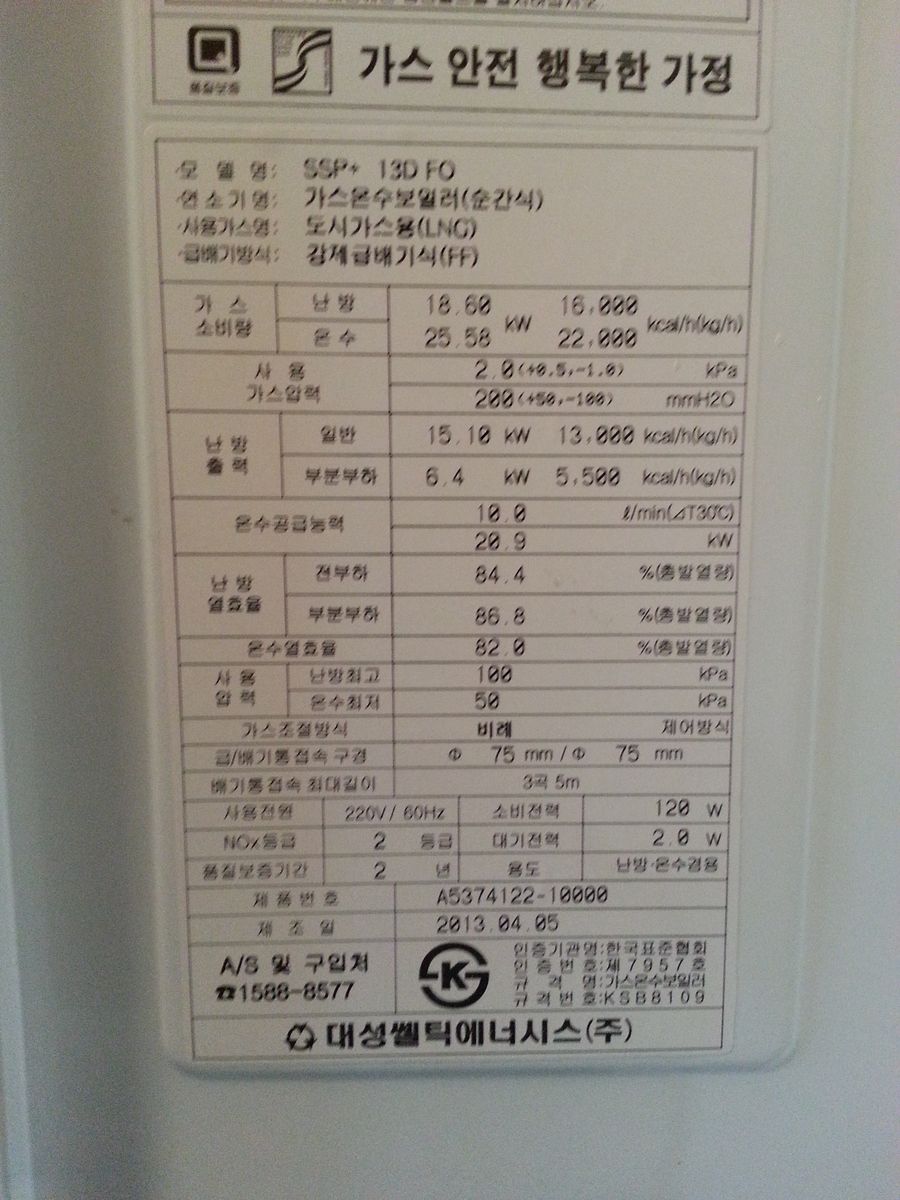 품질보증
가스 안전 행복한 가정
모 델 명: SSP+ 13D FO
연 소 기 명: 가스온수보일러(순간식)
사용가스명: 도시가스용(LNG)
급배기방식: 강제급배기식(FF)
가 스 소비량 난 방 18.60 kW 16,000 kcal/h(kg/h)
온 수 25.58 22,000
사 용 가스압력 2.0(+0.5,-1.0) kPa
200(+50,-100) mmH2O
난 방 출 력 일반 15.10 kW 13,000 kcal/h(kg/h)
부분부하 6.4 kW 5,500 kcal/h(kg/h)
온수공급능력 10.0 ℓ/min(⊿T30℃)
20.9 kW
난 방 열효율 전부하 84.4 %(총발열량)
부분부하 86.8 %(총발열량)
온수열효율 82.0 %(총발열량)
사 용 압 력 난방최고 100 kPa
온수최저 50 kPa
가스조절방식 비례 제어방식
급/배기통접속 구경 Φ 75 mm / Φ 75 mm
배기통접속 최대길이 3곡 5m
사용전원 220V/ 60Hz 소비전력 120 W
NOx등급 2 등급 대기전력 2.0 W
품질보증기간 2 년 용도 난방·온수겸용
제 품 번 호 A5374122-10000
제 조 일 2013.04.05
A/S 및 구입처
☎1588-8577
K
인증기관명:한국표준협회
인 증 번 호:제 7 9 5 7 호
규 격 명:가스온수보일러
규 격 번 호:K S B 8 1 0 9
대성쎌틱에너시스(주)